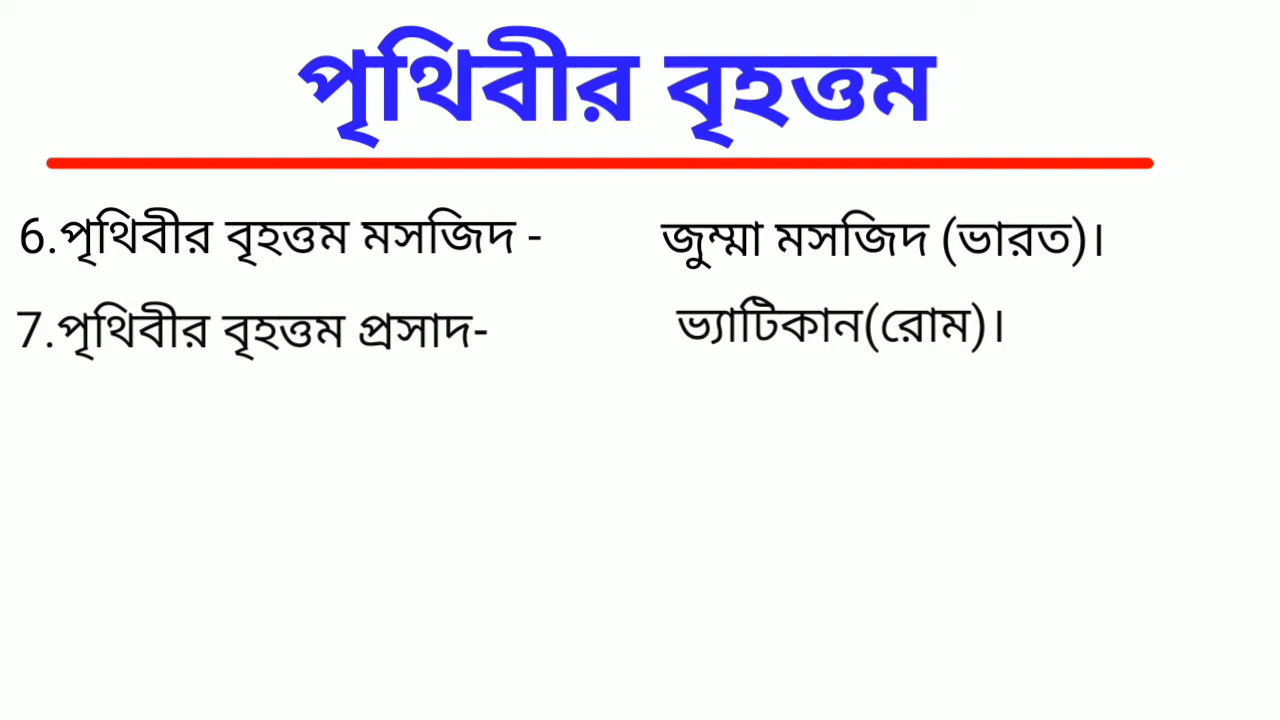 পৃথিবীর বৃহত্তম
6.পৃথিবীর বৃহত্তম মসজিদ - জুম্মা মসজিদ (ভারত)।
7.পৃথিবীর বৃহত্তম প্রসাদ- ভ্যাটিকান(রোম)।